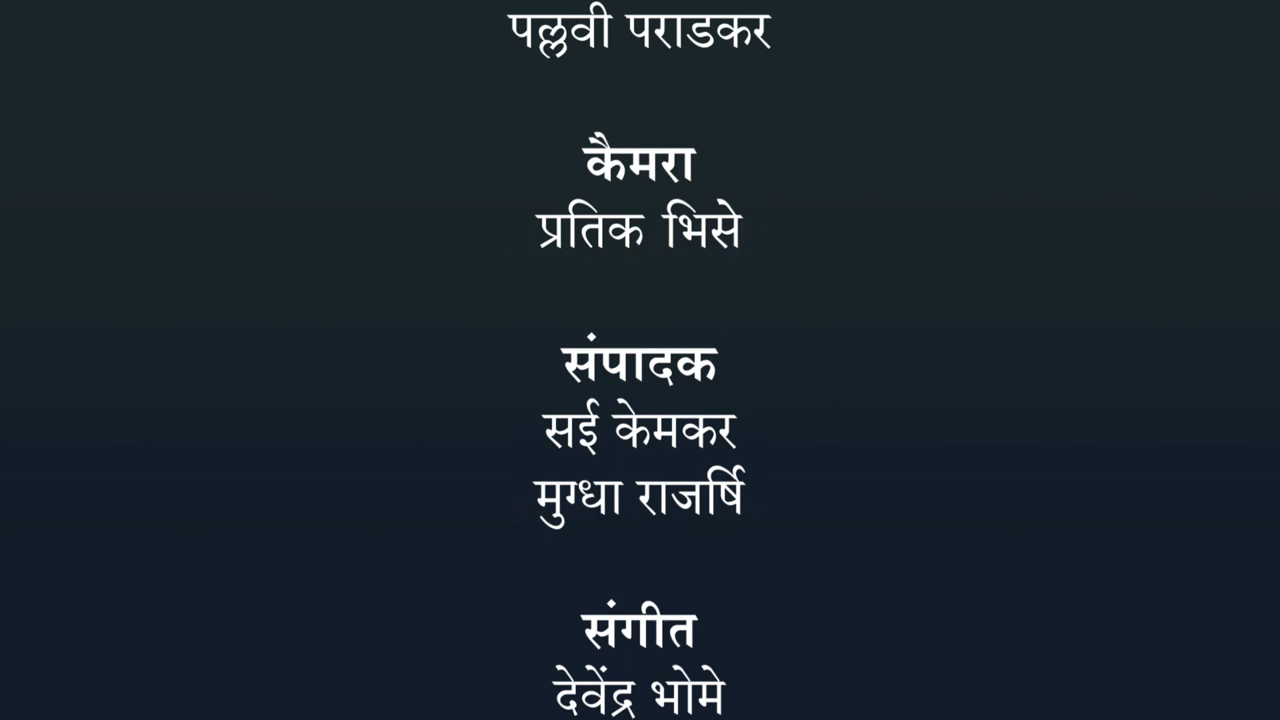 पल्लवी पराडकर
कैमरा
प्रतिक भिसे
संपादक
सई केमकर
मुग्धा राजर्षि
संगीत
देवेंद्र भोमे